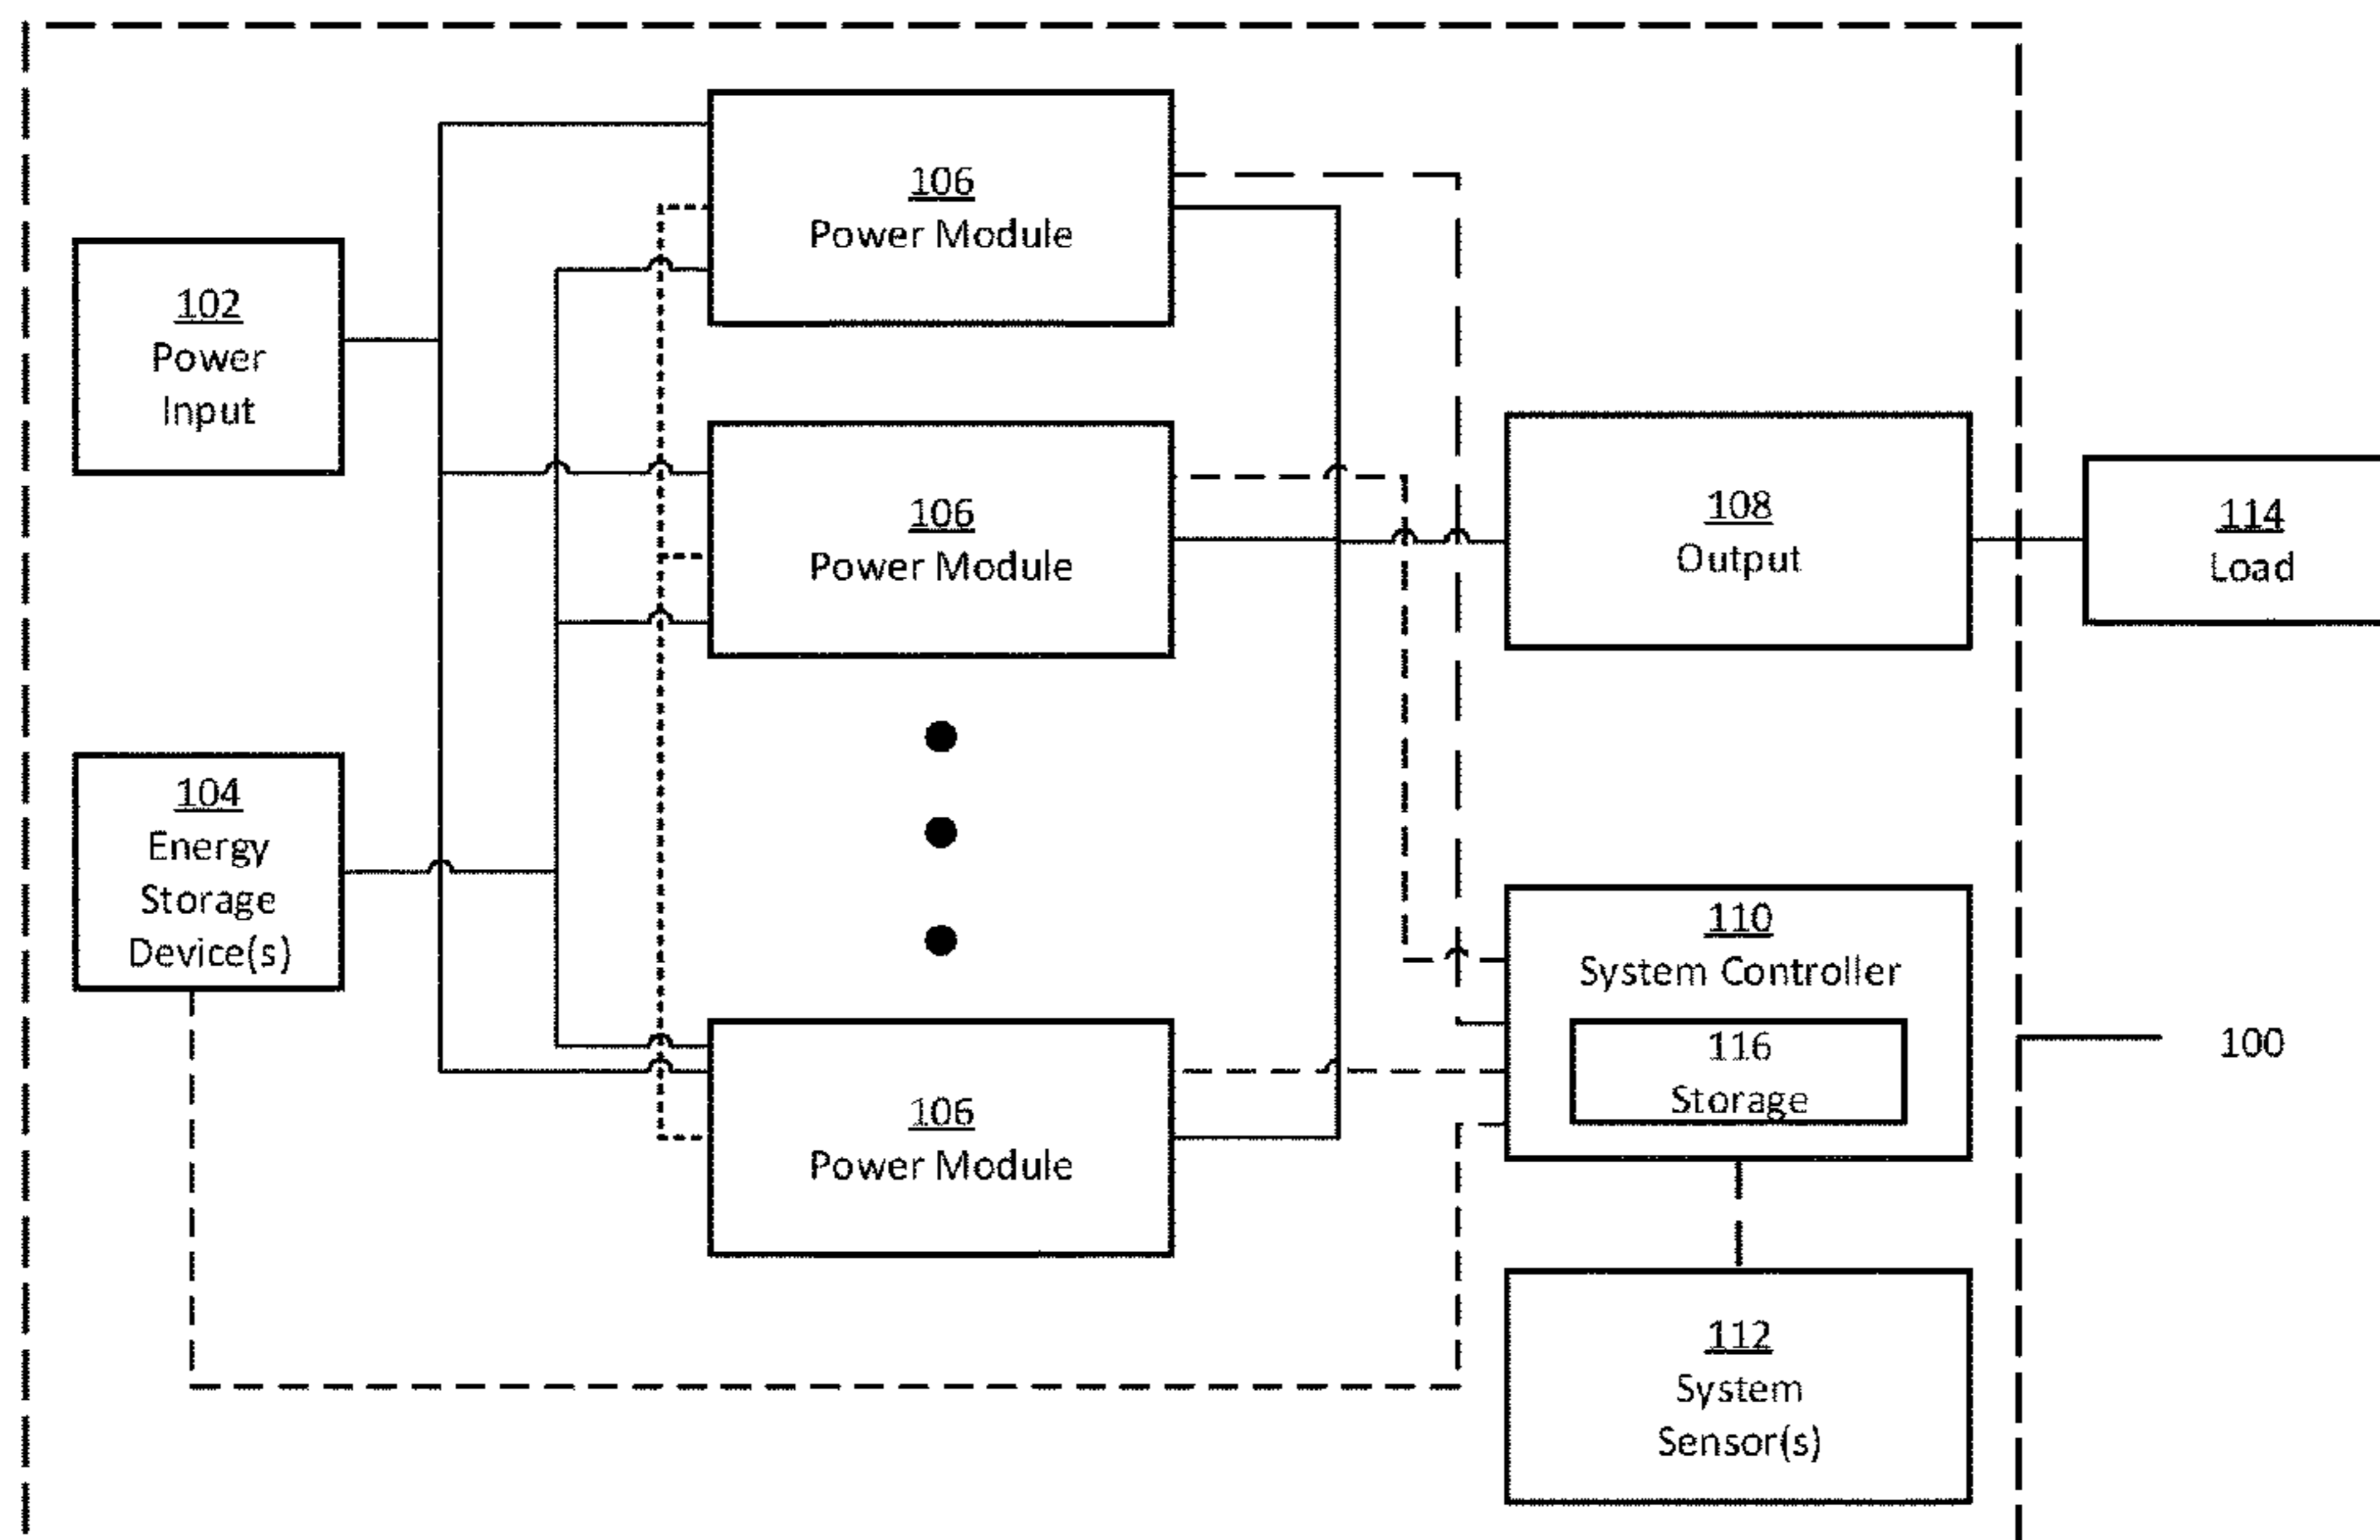 106
Power Module
102
Power
Input
106
Power Module
108
Output
114
Load
104
Energy
Storage
Device(s)
110
System Controller
116
Storage
100
106
Power Module
112
System
Sensor(s)